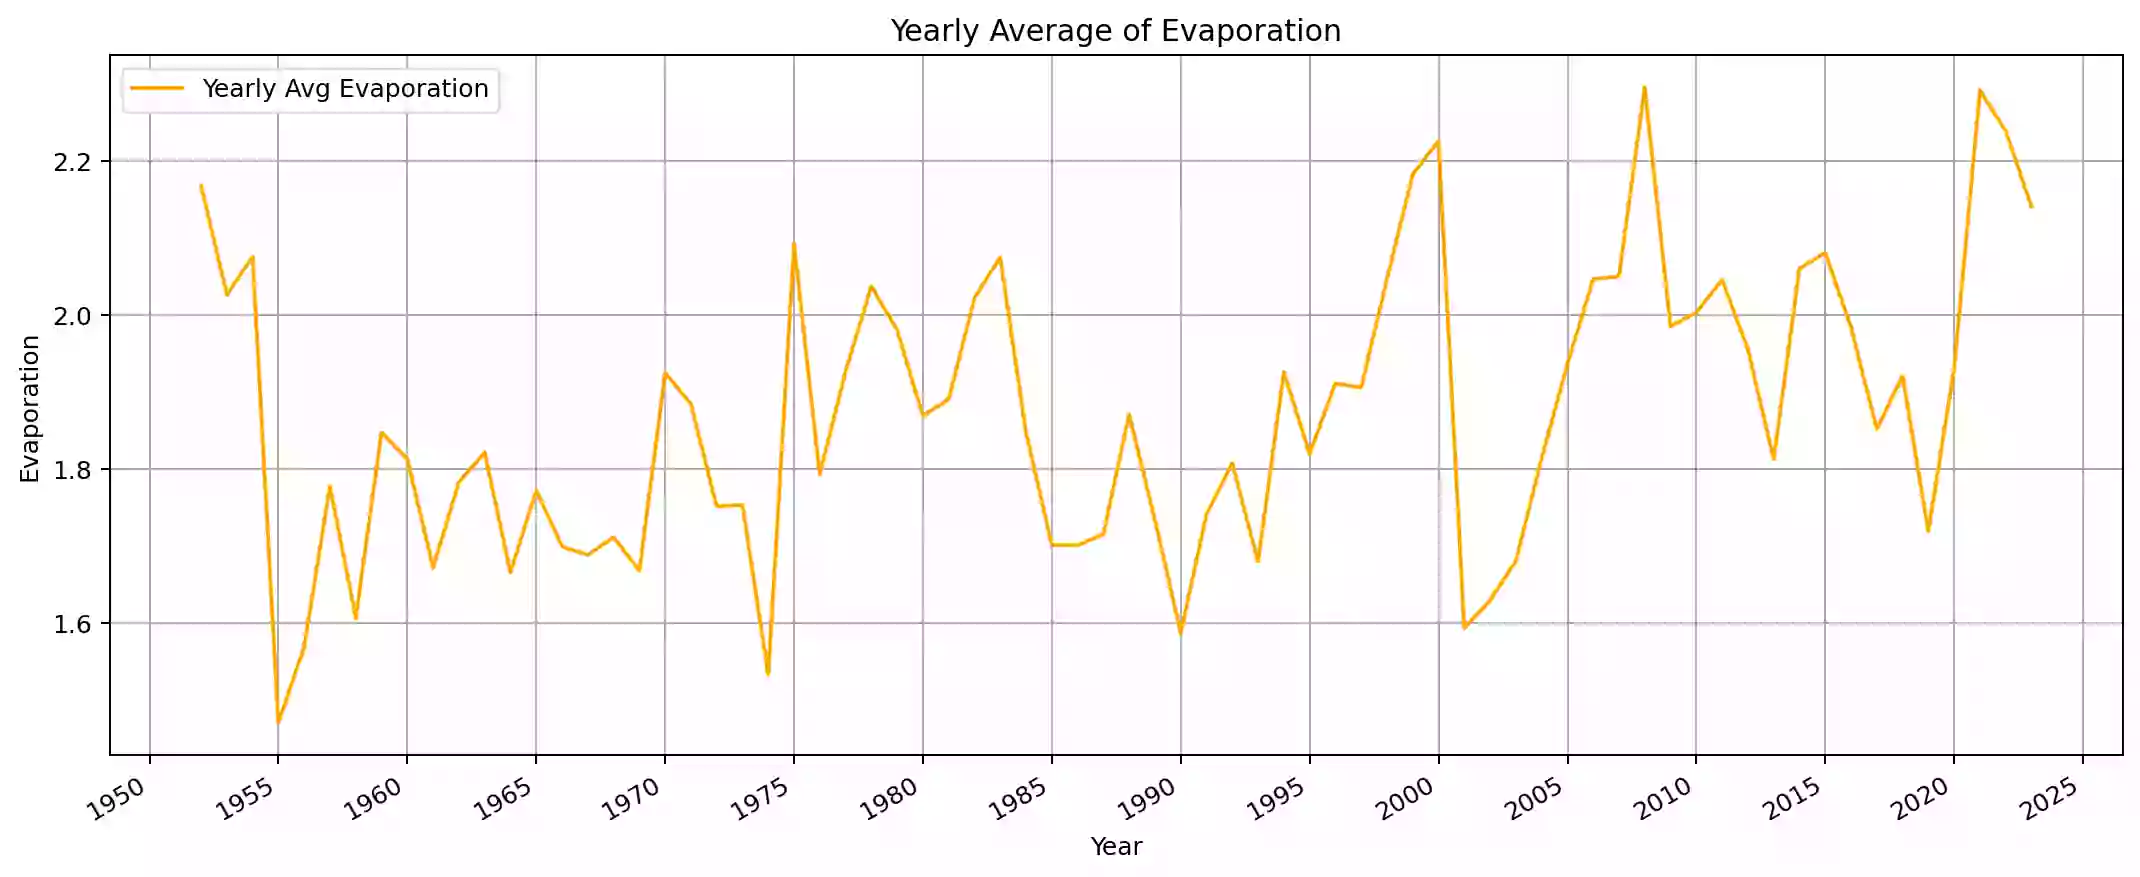 Yearly Average of Evaporation
Yearly Avg Evaporation
2.2
2.0
1.8
1.6
Evaporation
1950 1955 1960 1965 1970 1975 1980 1985 1990 1995 2000 2005 2010 2015 2020 2025
Year